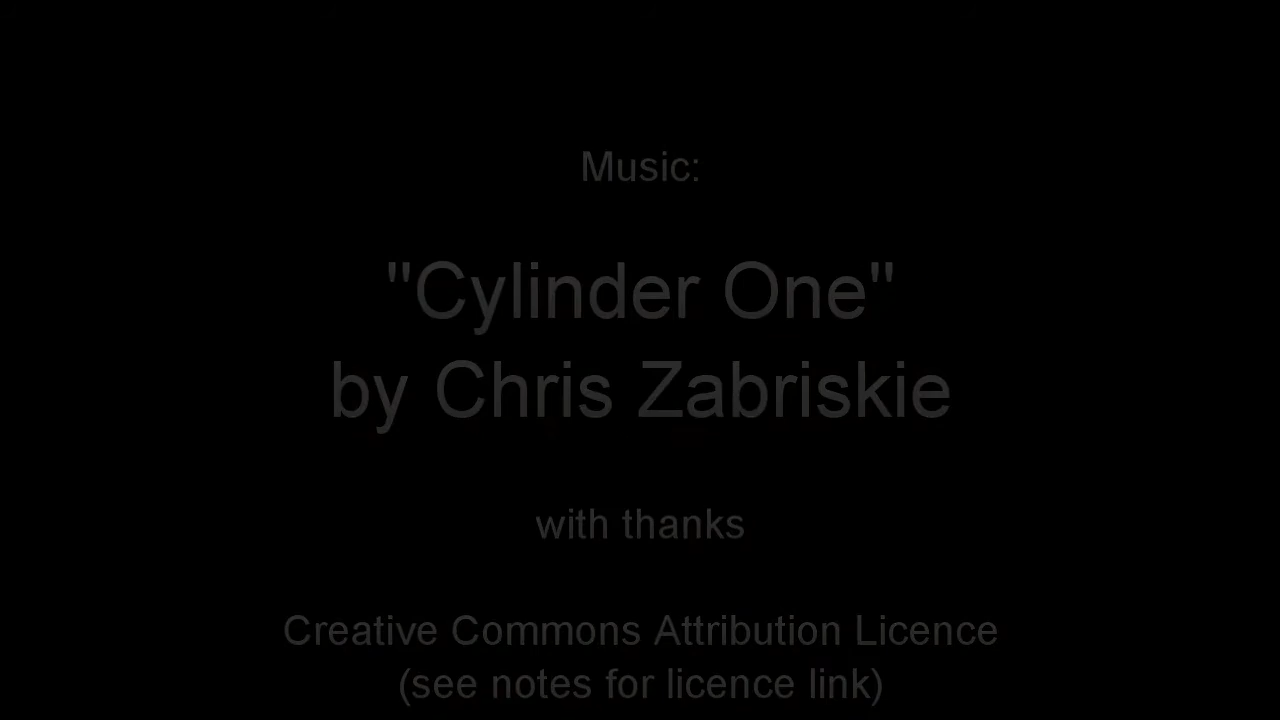 Music:
"Cylinder One"
by Chris Zabriskie
with thanks
Creative Commons Attribution Licence
(see notes for licence link)